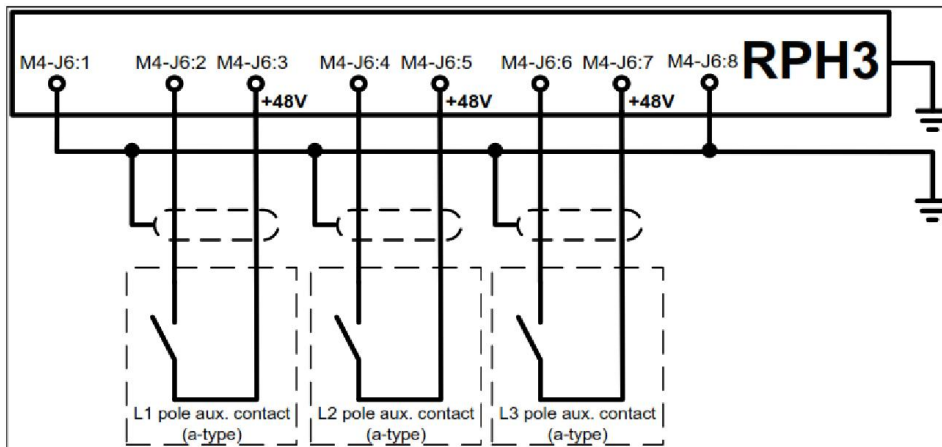 RPH3
M4-J6:1 M4-J6:2 M4-J6:3 M4-J6:4 M4-J6:5 M4-J6:6 M4-J6:7 M4-J6:8
+48V +48V +48V
L1 pole aux. contact
(a-type)
L2 pole aux. contact
(a-type)
L3 pole aux. contact
(a-type)